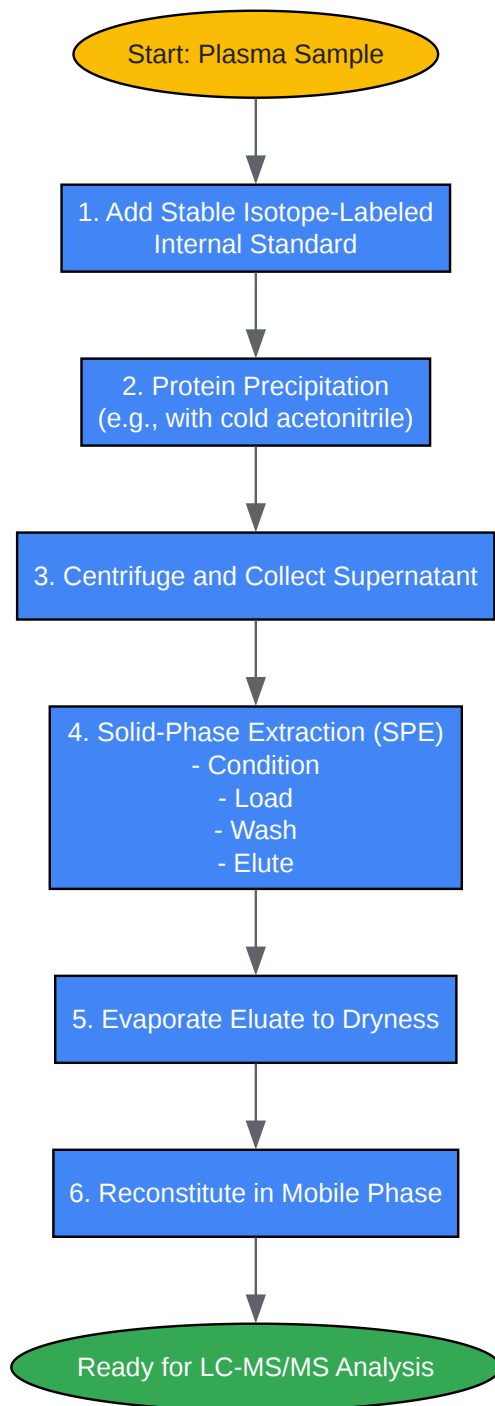 Start: Plasma Sample
1. Add Stable Isotope-Labeled
Internal Standard
2. Protein Precipitation
(e.g., with cold acetonitrile)
3. Centrifuge and Collect Supernatant
4. Solid-Phase Extraction (SPE)
- Condition
- Load
- Wash
- Elute
5. Evaporate Eluate to Dryness
6. Reconstitute in Mobile Phase
Ready for LC-MS/MS Analysis